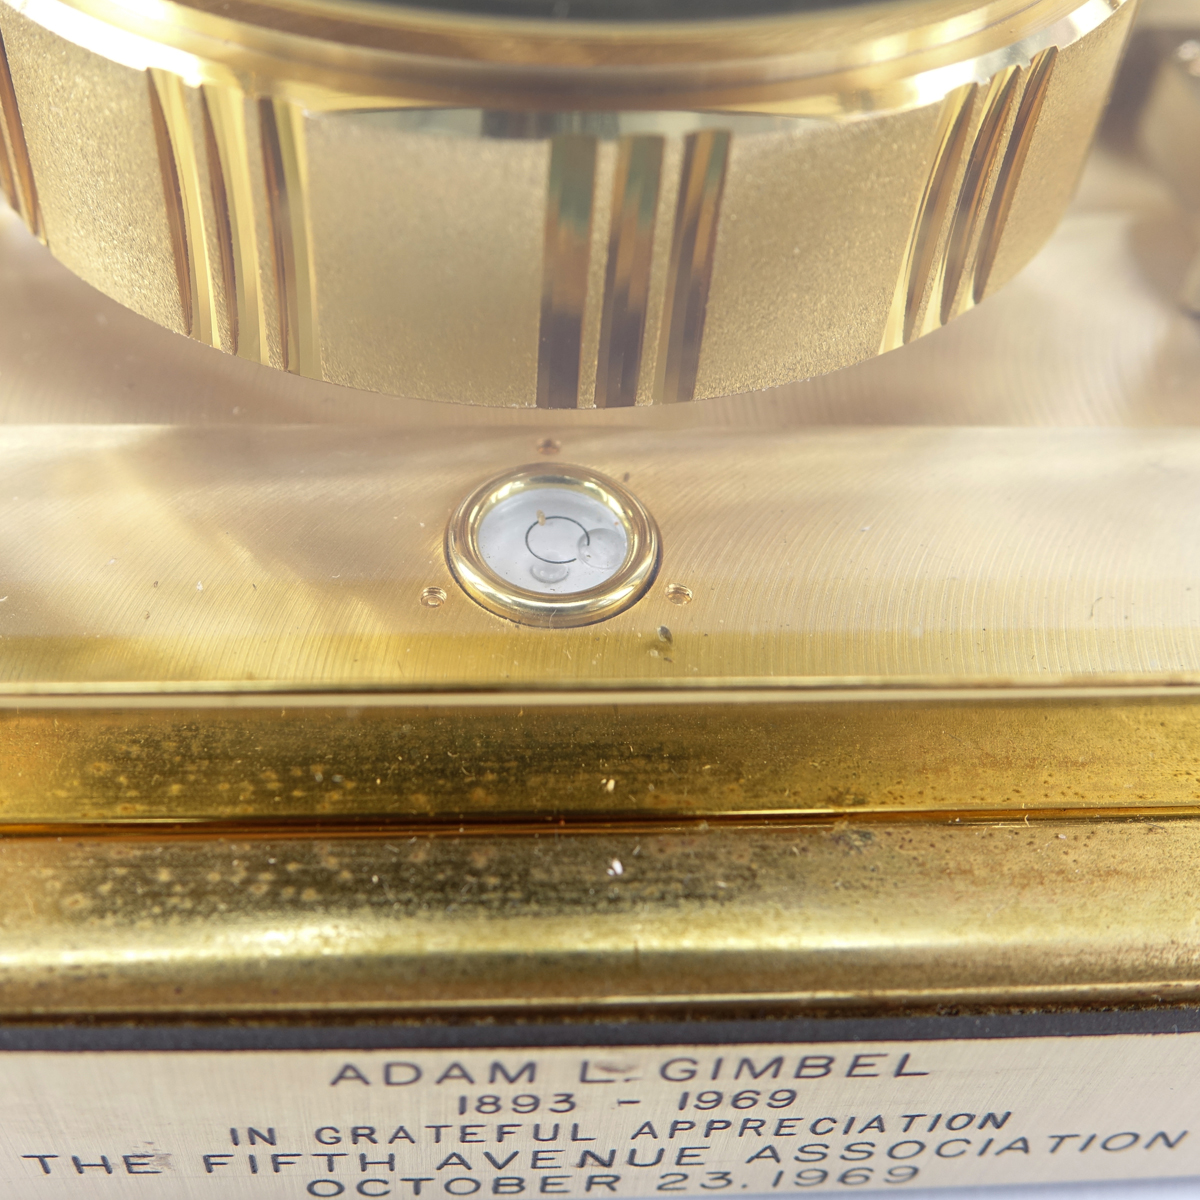 ADAM L. GIMBEL
1893 - 1969
IN GRATEFUL APPRECIATION
THE FIFTH AVENUE ASSOCIATION
OCTOBER 23. 1969